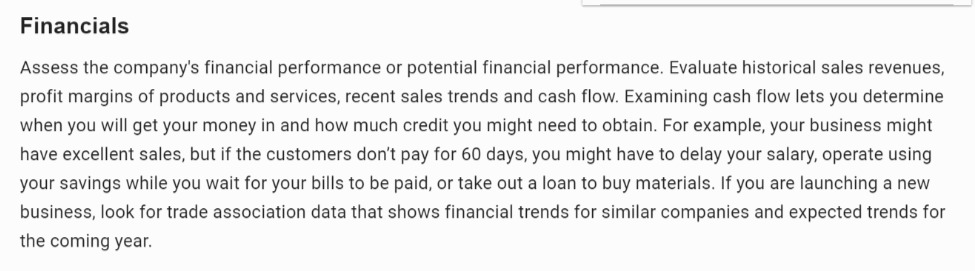 Financials
Assess the company's financial performance or potential financial performance. Evaluate historical sales revenues,
profit margins of products and services, recent sales trends and cash flow. Examining cash flow lets you determine
when you will get your money in and how much credit you might need to obtain. For example, your business might
have excellent sales, but if the customers don’t pay for 60 days, you might have to delay your salary, operate using
your savings while you wait for your bills to be paid, or take out a loan to buy materials. If you are launching a new
business, look for trade association data that shows financial trends for similar companies and expected trends for
the coming year.